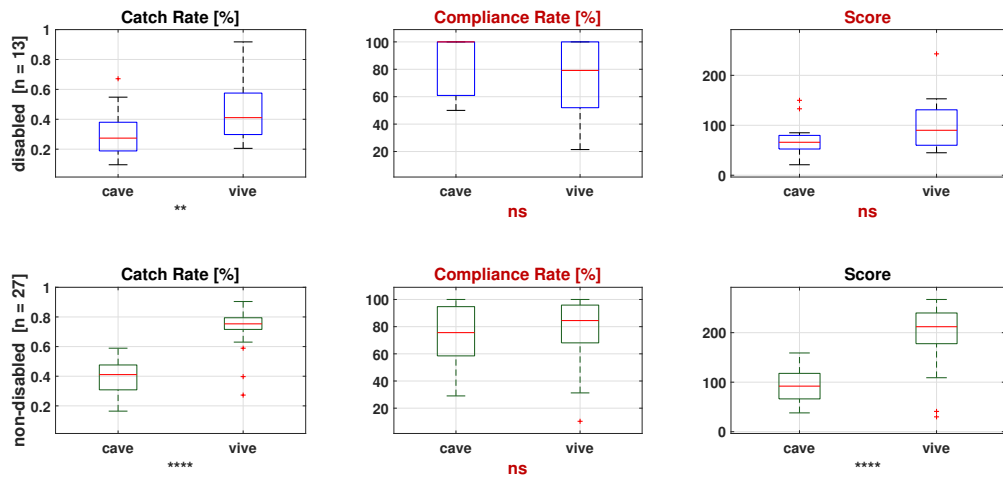 Catch Rate [%]
Compliance Rate [%]
Score
disabled [n = 13]
1
0.8
0.6
0.4
0.2
100
80
60
40
20
200
100
0
cave
vive
cave
vive
cave
vive
**
ns
ns
Catch Rate [%]
Compliance Rate [%]
Score
non-disabled [n = 27]
1
0.8
0.6
0.4
0.2
100
80
60
40
20
200
100
0
cave
vive
cave
vive
cave
vive
****
ns
****